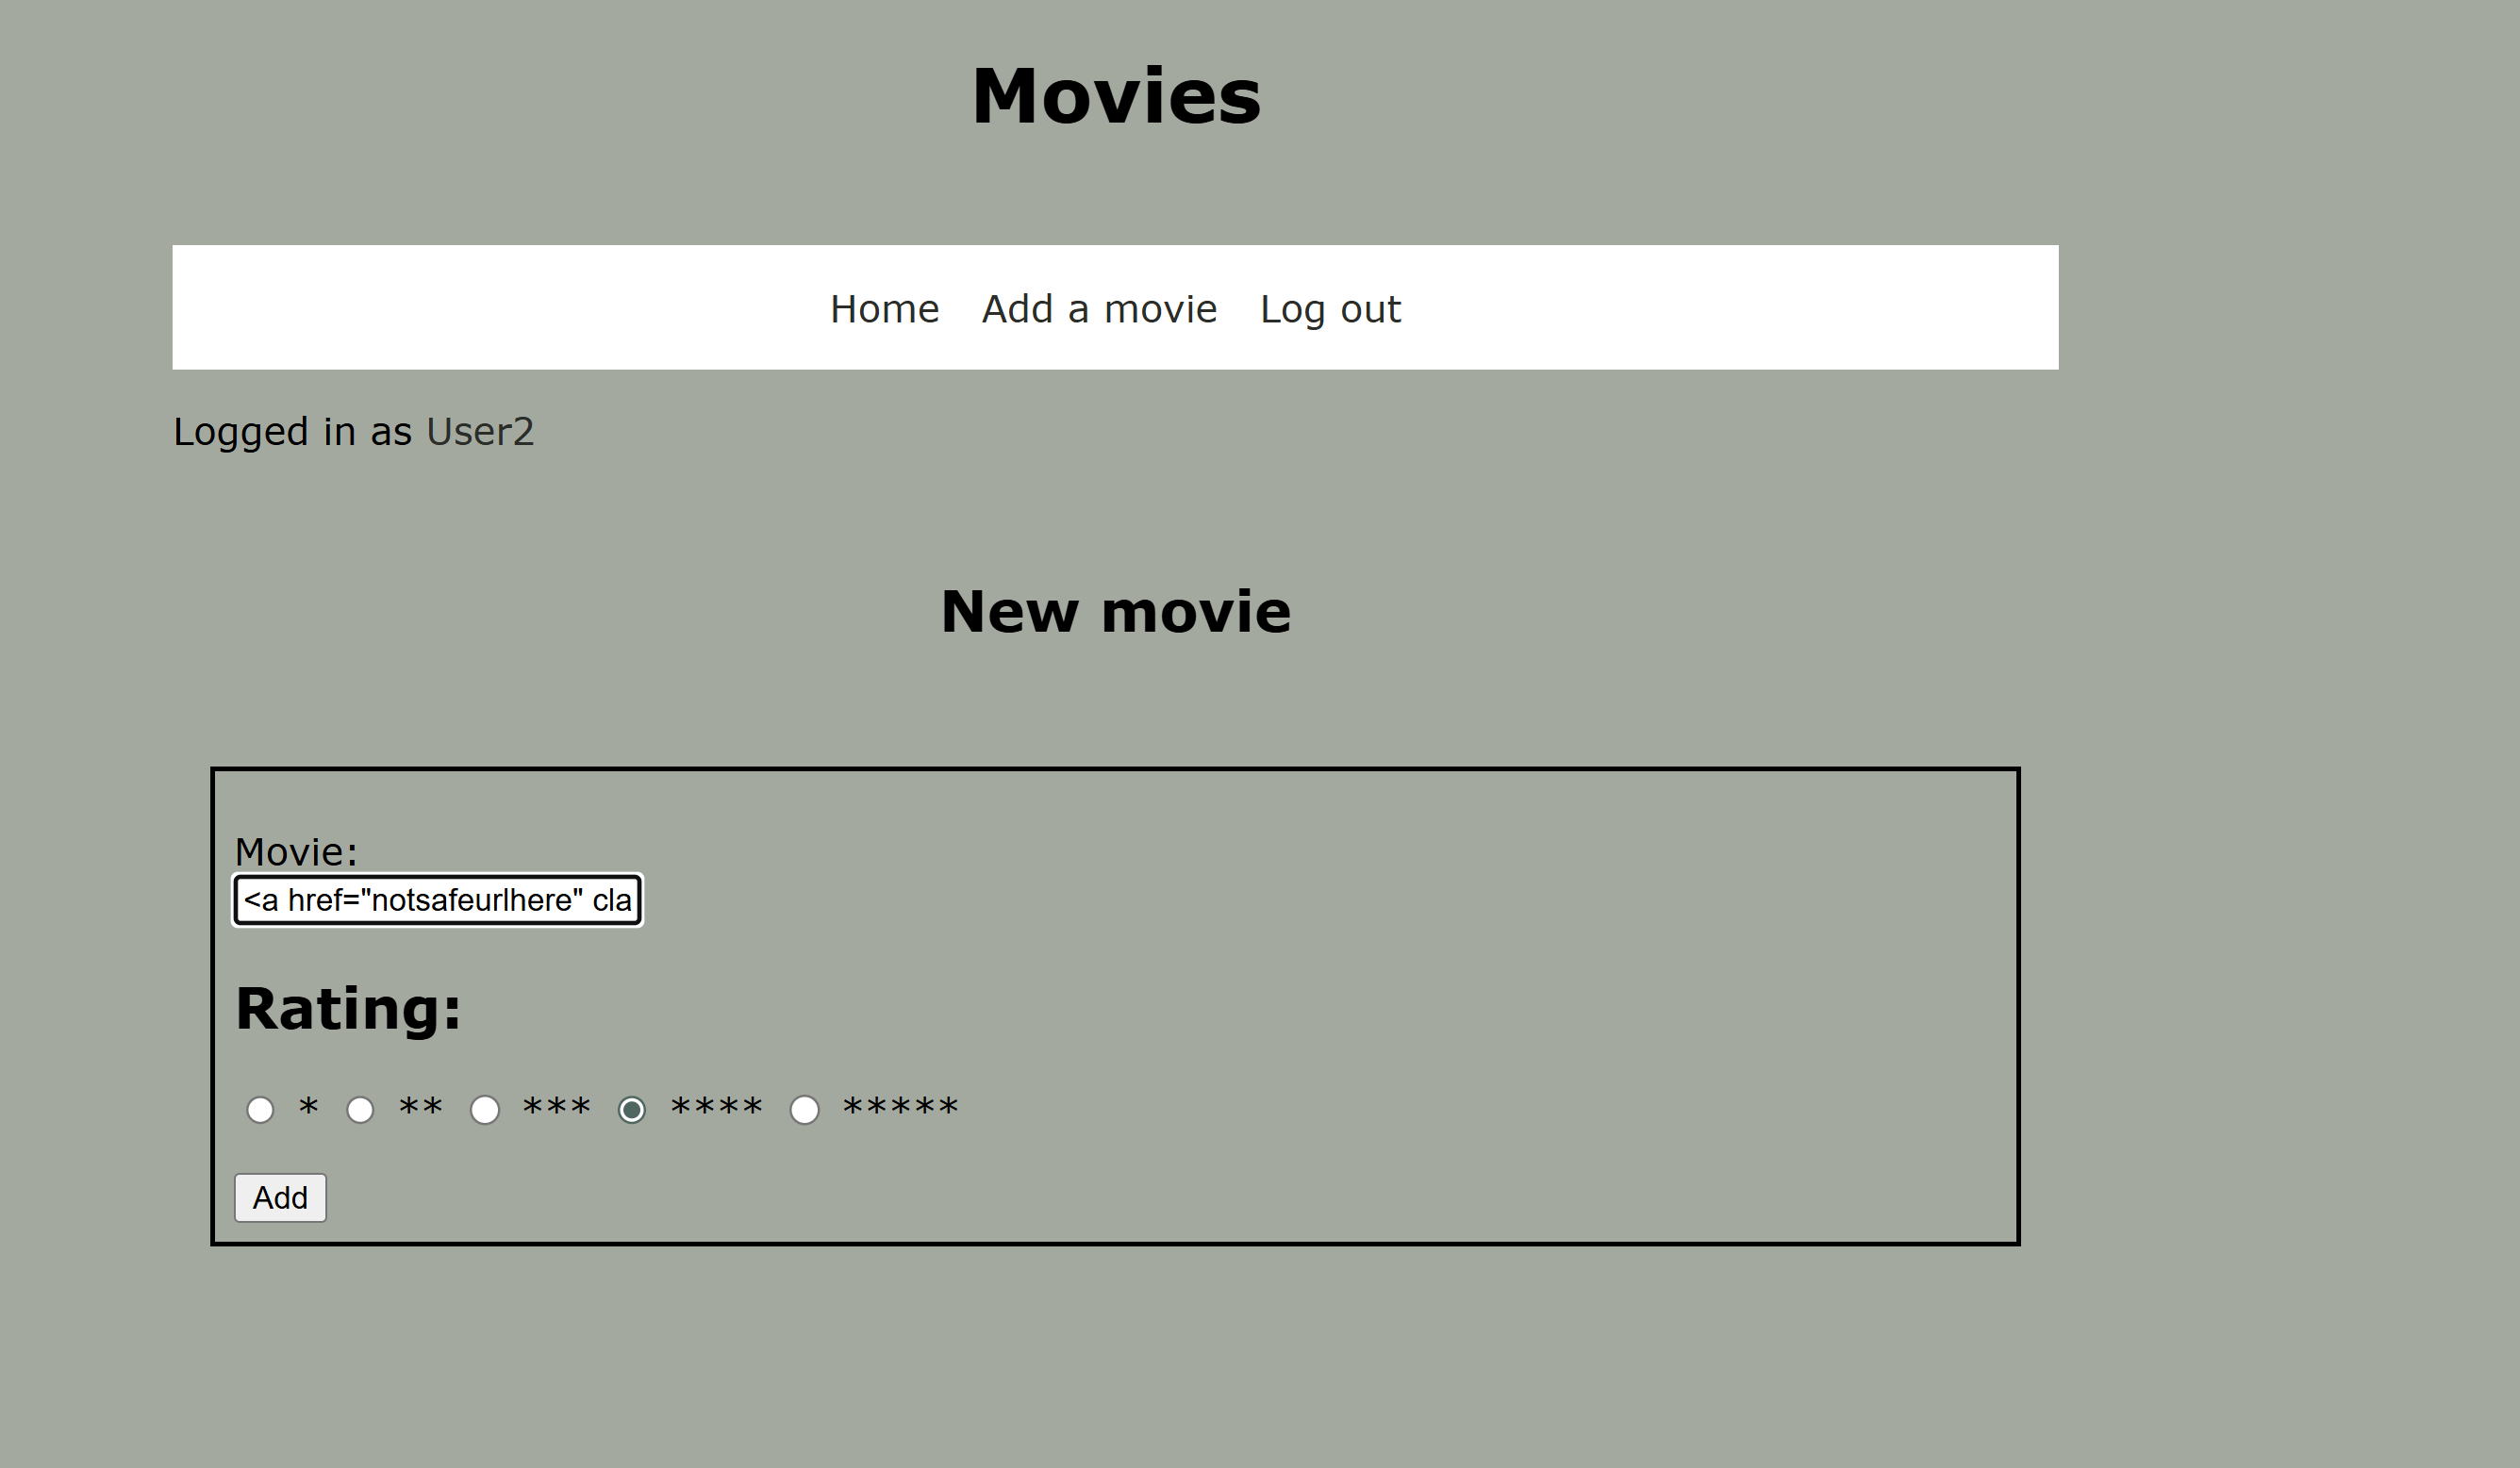 Movies
Home Add a movie Log out
Logged in as User2
New movie
Movie:
<a href="notsafeurlhere" cla
Rating:
* ** *** **** *****
Add